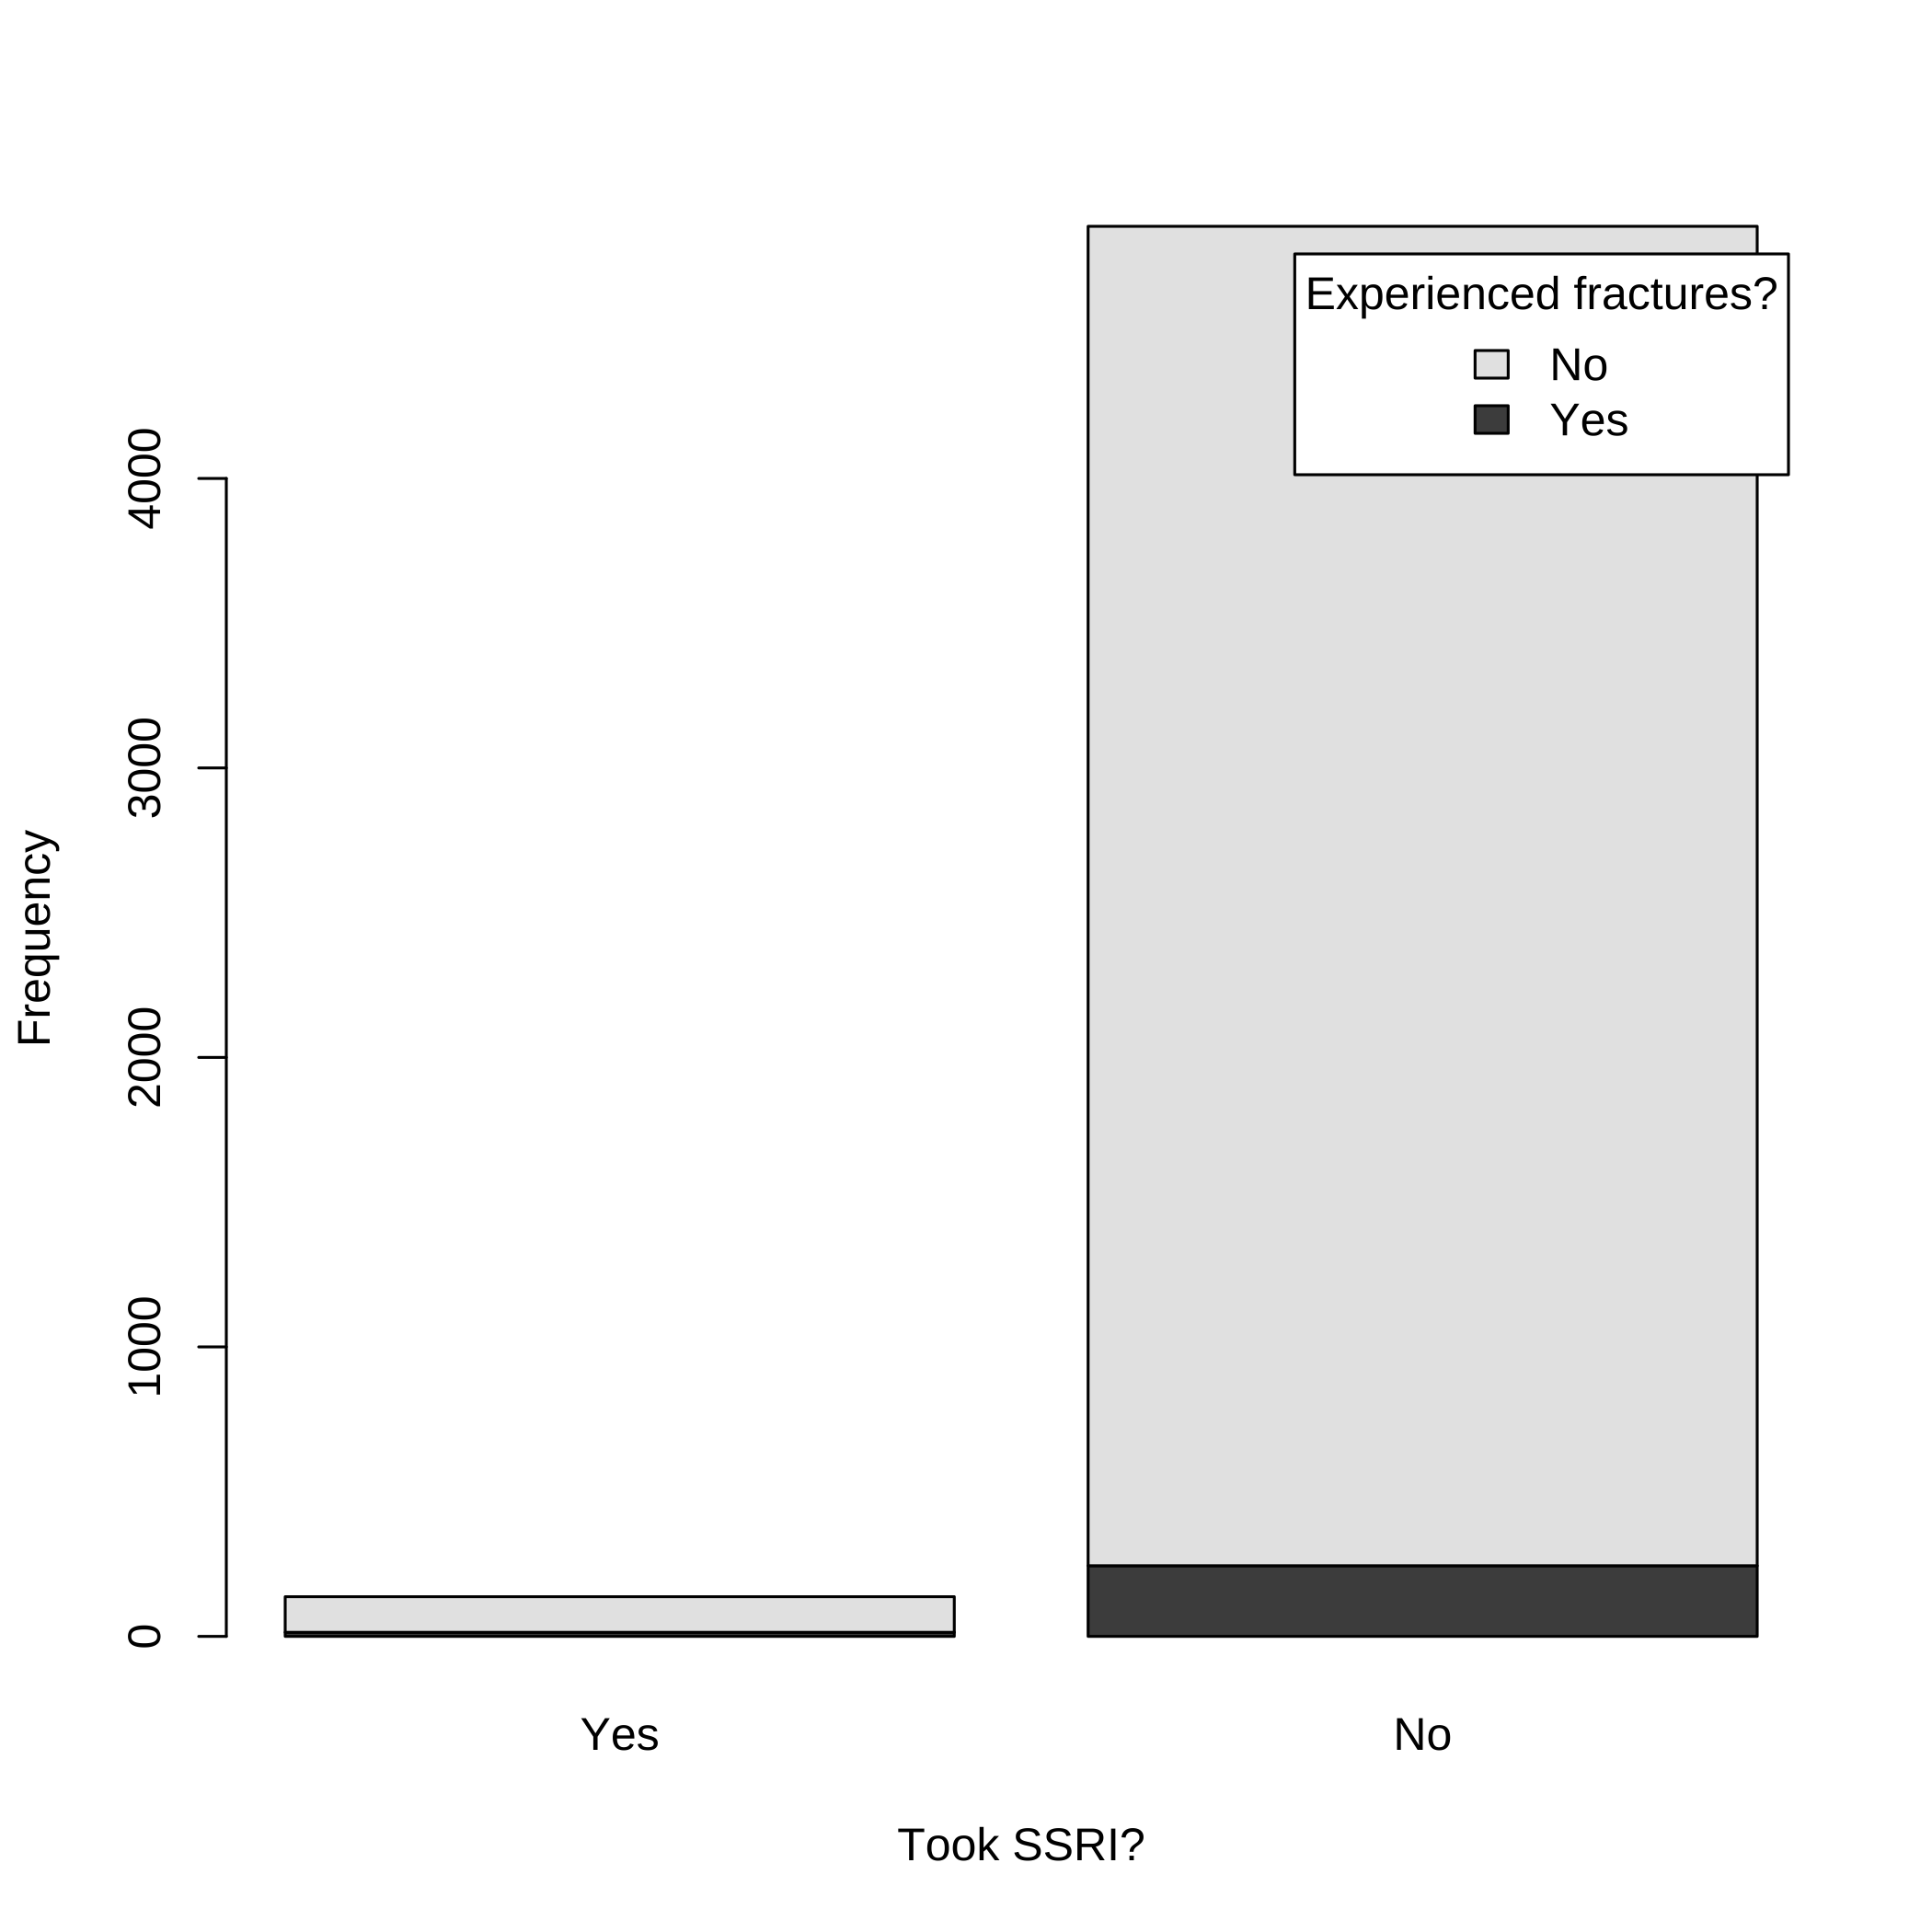 Experienced fractures?
No
Yes
Frequency
4000
3000
2000
1000
0
Yes
No
Took SSRI?